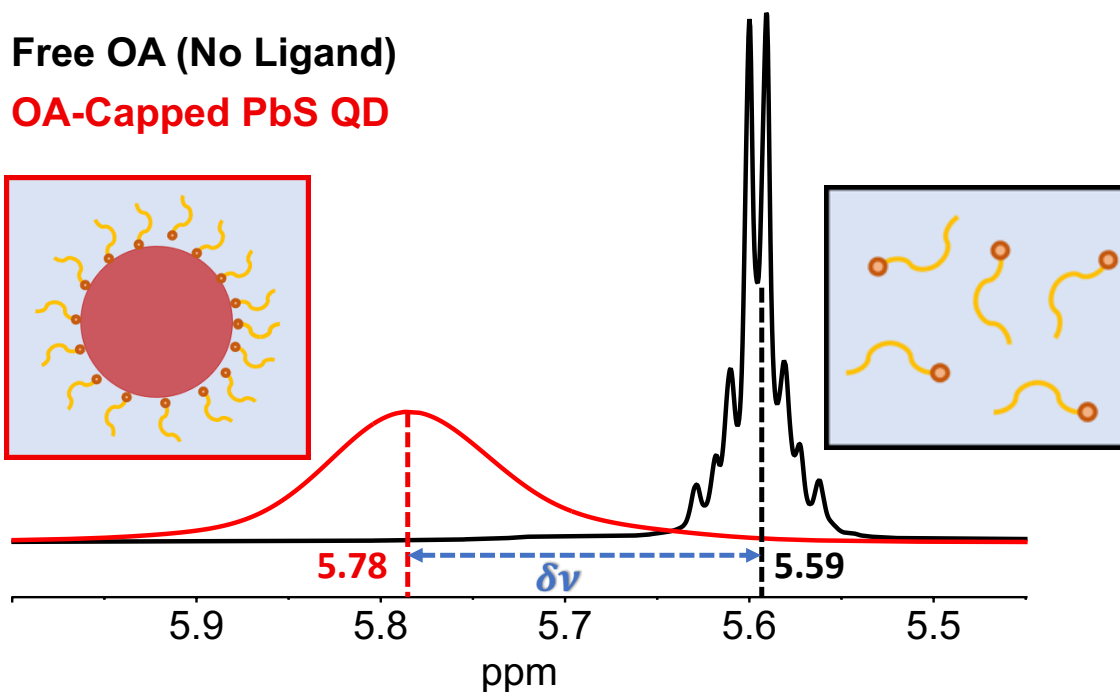 Free OA (No Ligand)
OA-Capped PbS QD
5.78
δν
5.59
5.9
5.8
5.7
5.6
5.5
ppm